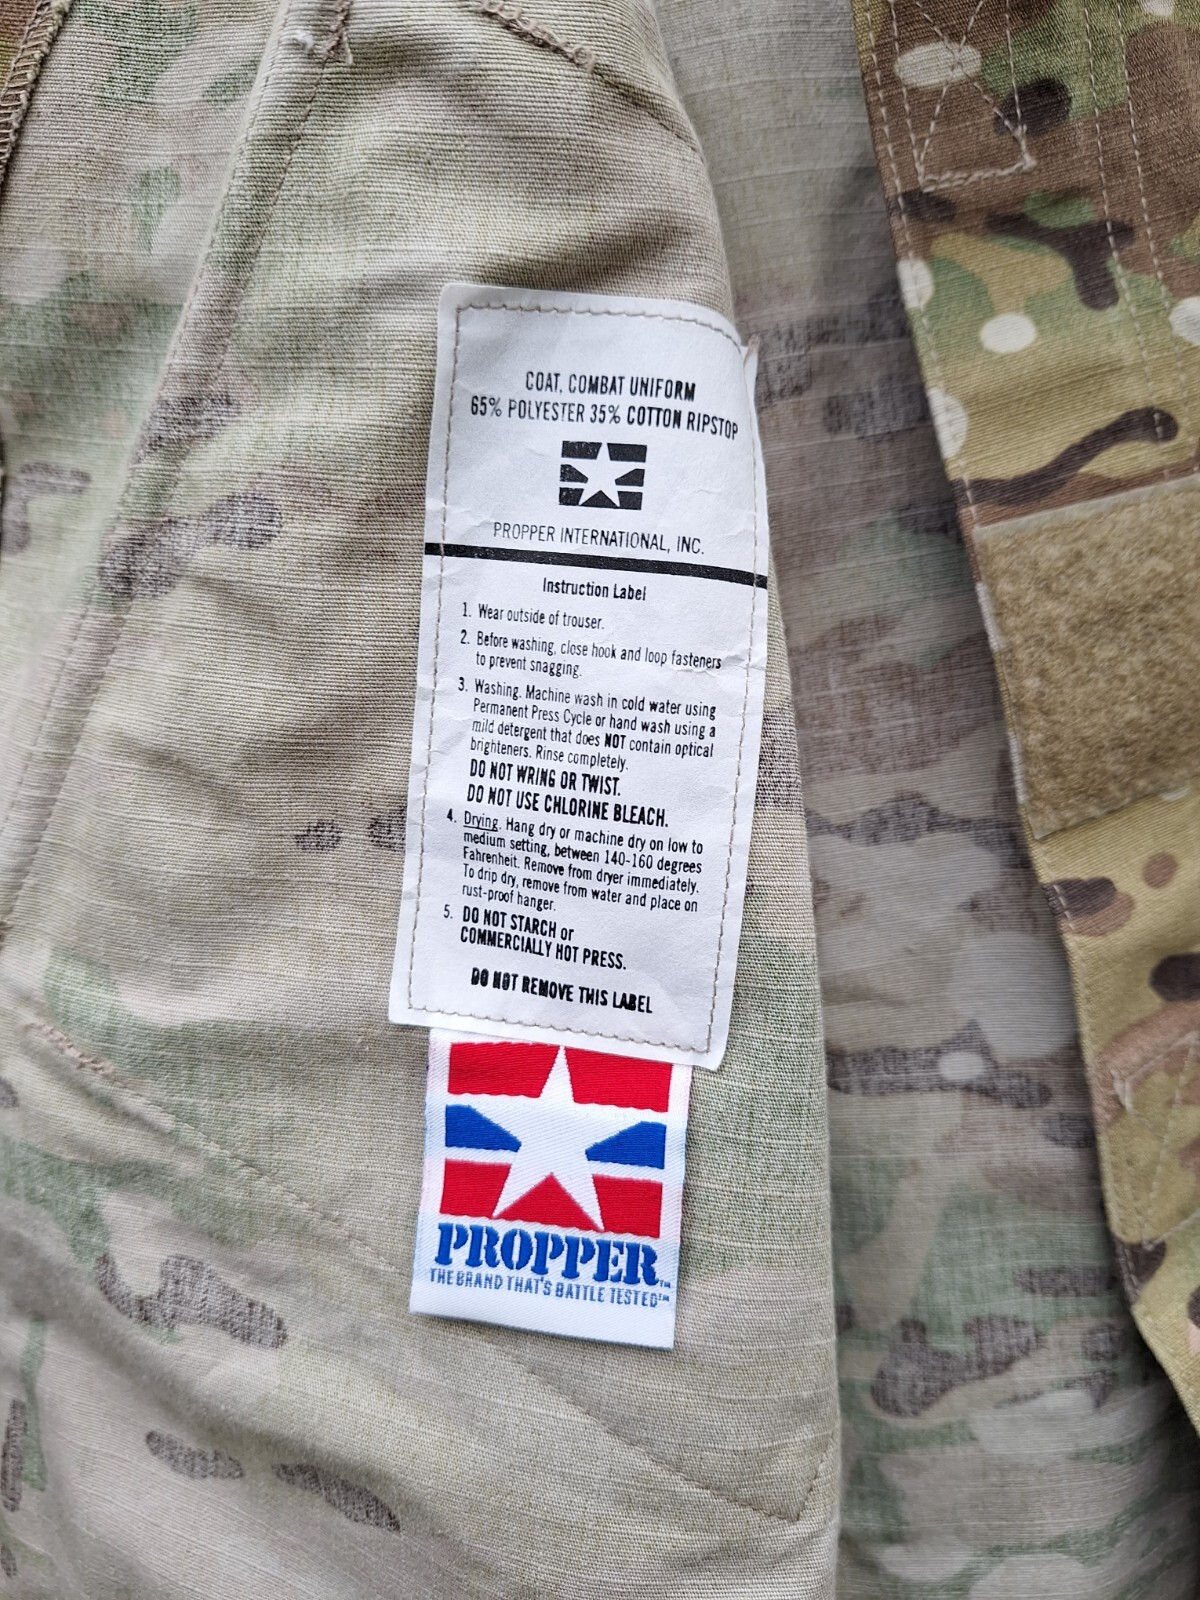 COAT, COMBAT UNIFORM
65% POLYESTER 35% COTTON RIPSTOP
PROPPER INTERNATIONAL, INC.
Instruction Label
1. Wear outside of trouser.
2. Before washing, close hook and loop fasteners
to prevent snagging.
3. Washing. Machine wash in cold water using
Permanent Press Cycle or hand wash using a
mild detergent that does NOT contain optical
brighteners. Rinse completely.
DO NOT WRING OR TWIST.
DO NOT USE CHLORINE BLEACH.
4. Drying. Hang dry or machine dry on low to
medium setting, between 140-160 degrees
Fahrenheit. Remove from dryer immediately.
To drip dry, remove from water and place on
rust-proof hanger.
5. DO NOT STARCH or
COMMERCIALLY HOT PRESS.
DO NOT REMOVE THIS LABEL
PROPPER™
THE BRAND THAT'S BATTLE TESTED™